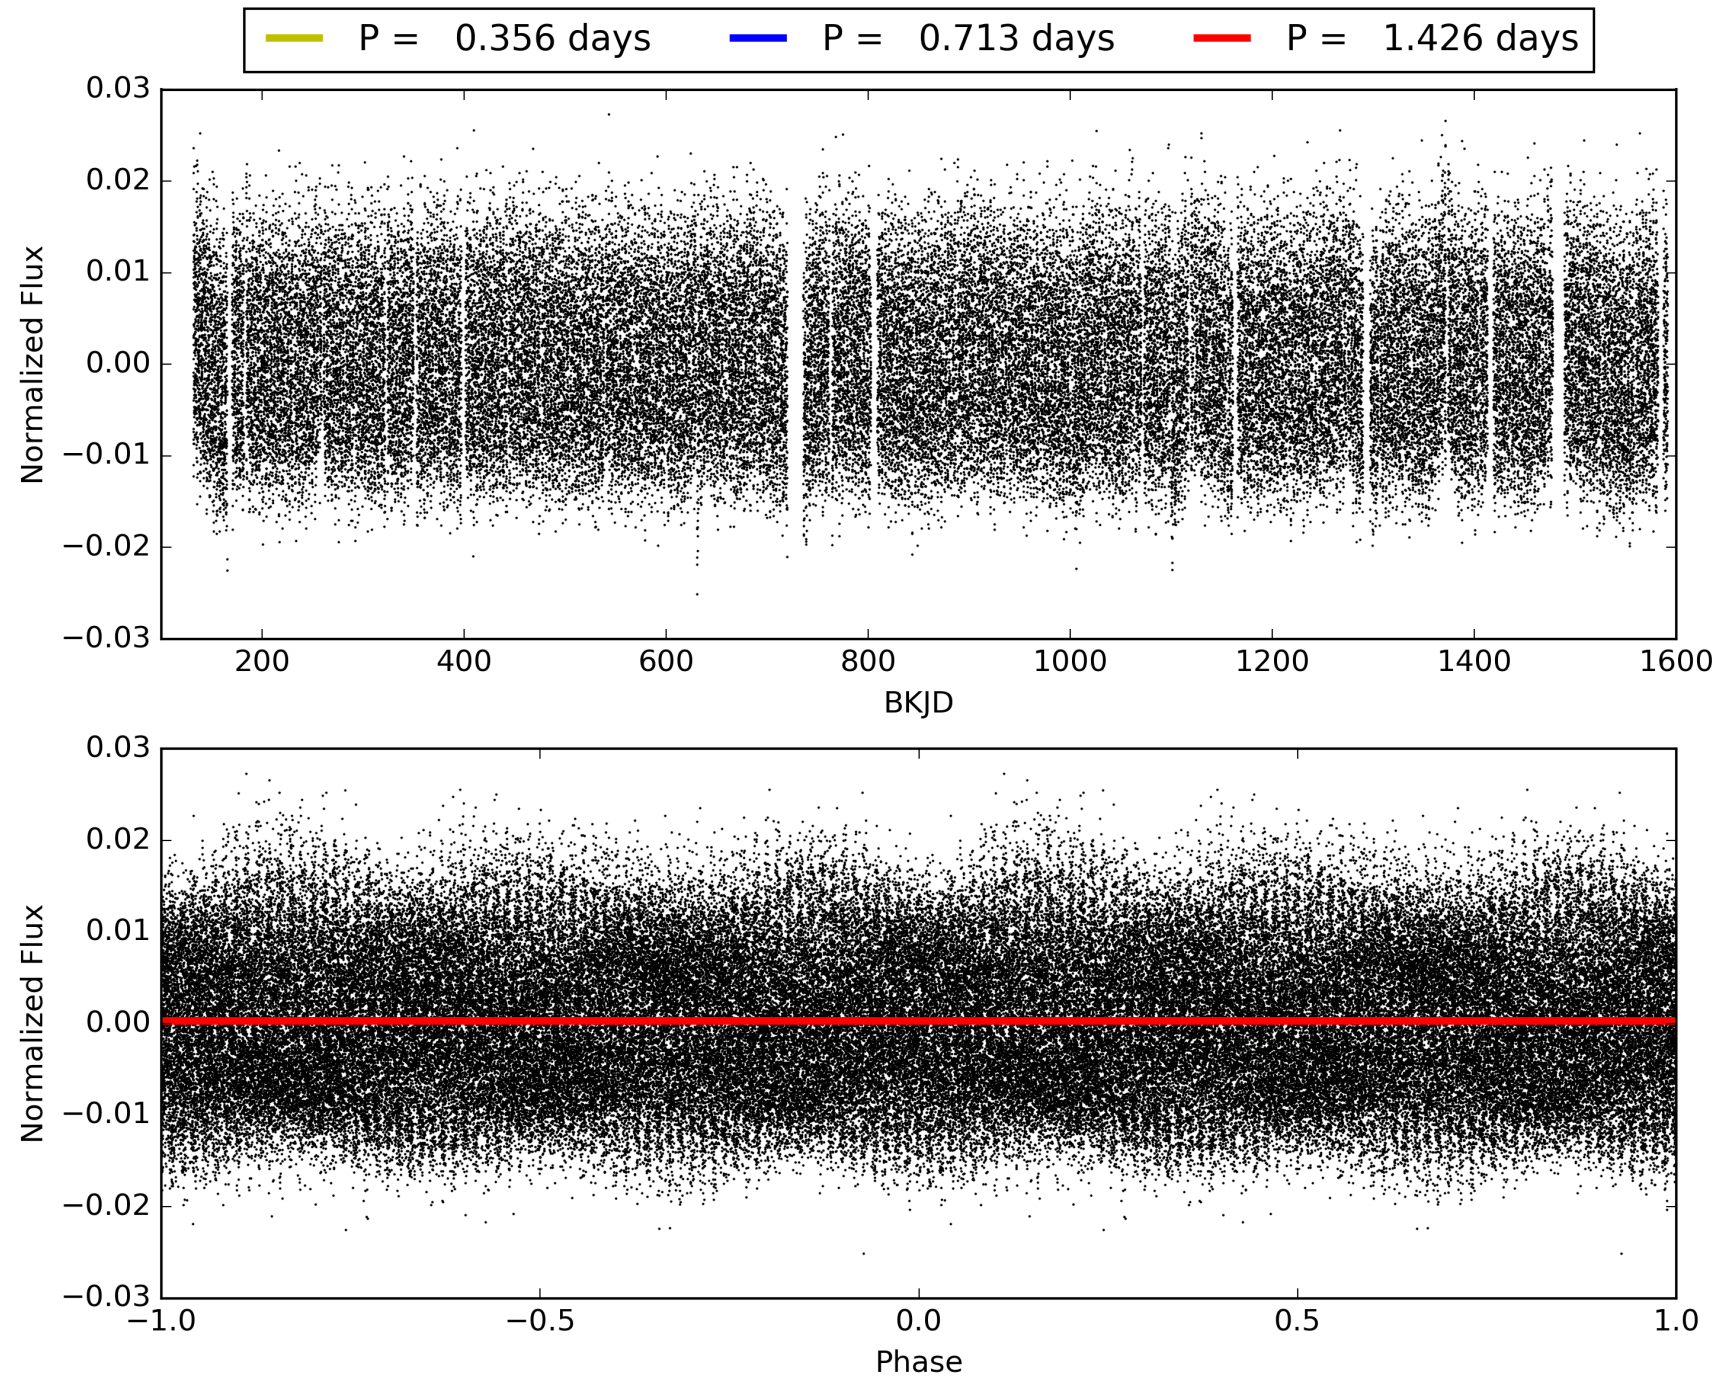 P = 0.356 days P = 0.713 days P = 1.426 days
0.03
0.02
0.01
0.00
−0.01
−0.02
−0.03
Normalized Flux
200 400 600 800 1000 1200 1400 1600
BKJD
0.03
0.02
0.01
0.00
−0.01
−0.02
−0.03
Normalized Flux
−1.0 −0.5 0.0 0.5 1.0
Phase